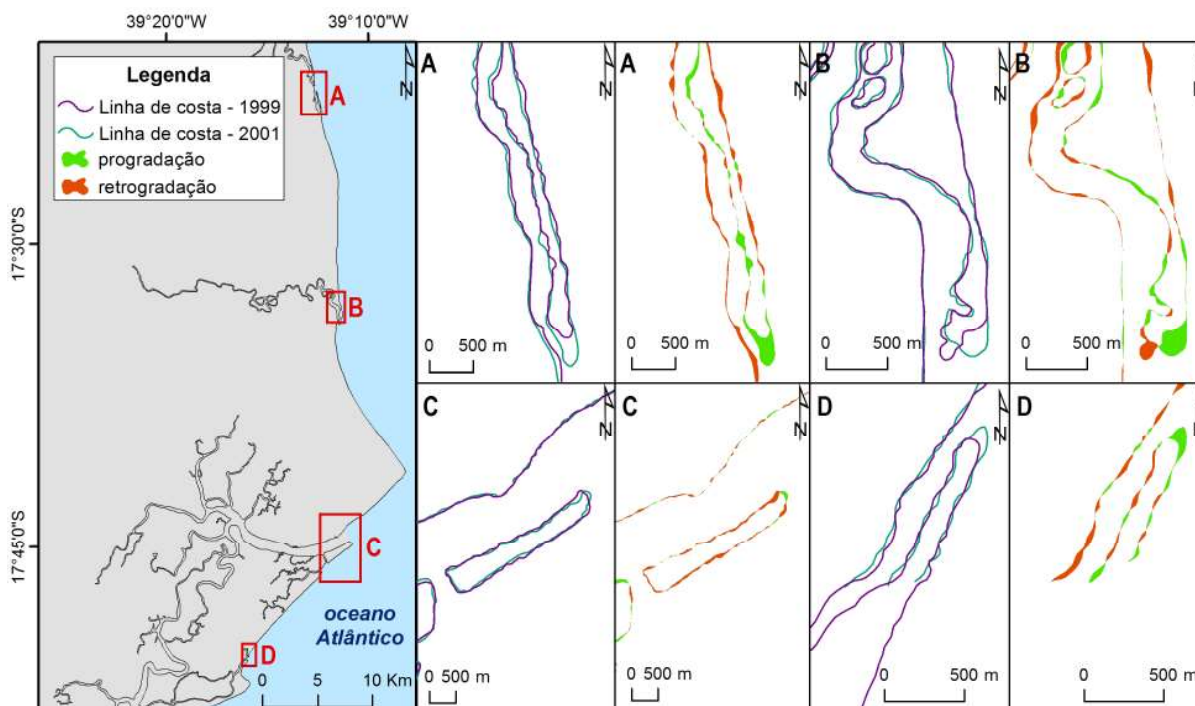 39°20'0"W
39°10'0"W
Legenda
Linha de costa - 1999
Linha de costa - 2001
progradação
retrogradação
17°30'0"S
17°45'0"S
A
B
C
D
oceano
Atlântico
0 5 10 Km
A
N
0 500 m
A
N
0 500 m
B
N
0 500 m
B
N
0 500 m
C
N
0 500 m
C
N
0 500 m
D
N
0 500 m
D
N
0 500 m